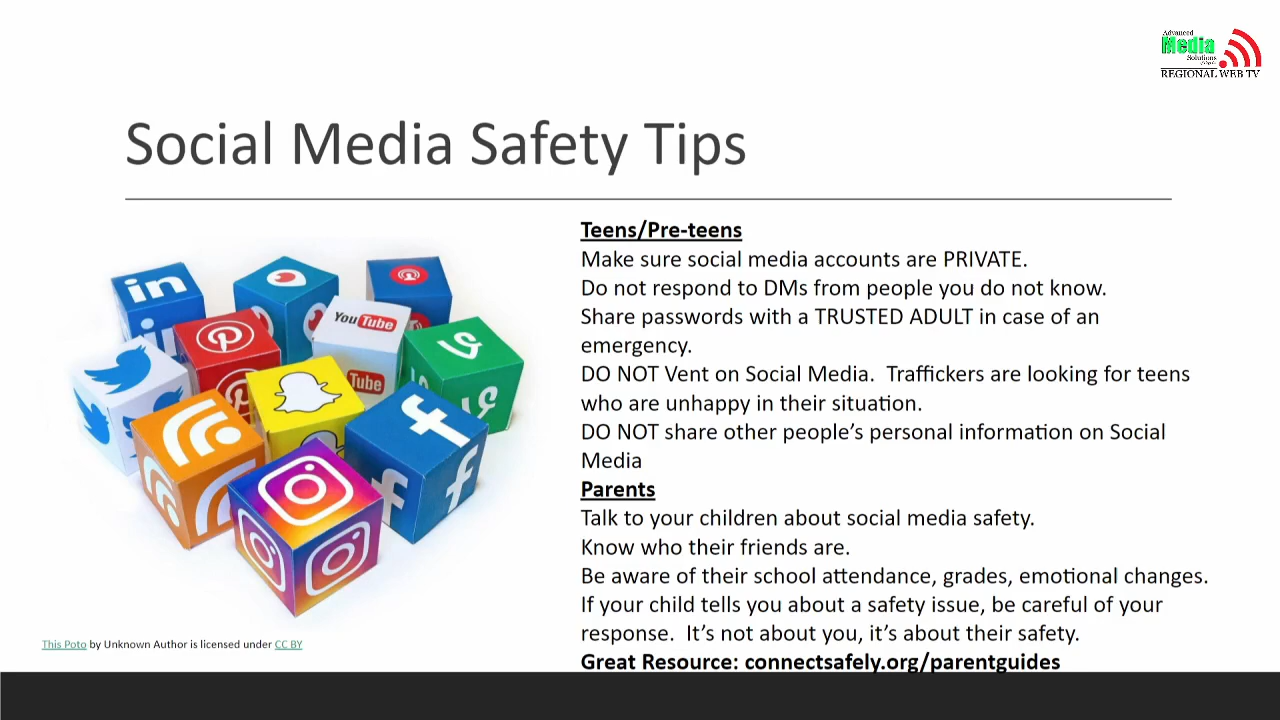 Advanced
Media
Solutions
REGIONAL WEB TV
Social Media Safety Tips
Teens/Pre-teens
Make sure social media accounts are PRIVATE.
Do not respond to DMs from people you do not know.
Share passwords with a TRUSTED ADULT in case of an
emergency.
DO NOT Vent on Social Media.  Traffickers are looking for teens
who are unhappy in their situation.
DO NOT share other people’s personal information on Social
Media
Parents
Talk to your children about social media safety.
Know who their friends are.
Be aware of their school attendance, grades, emotional changes.
If your child tells you about a safety issue, be careful of your
response.  It’s not about you, it’s about their safety.
Great Resource: connectsafely.org/parentguides
in
in
YouTube
Tube
f
f
f
This Poto by Unknown Author is licensed under CC BY